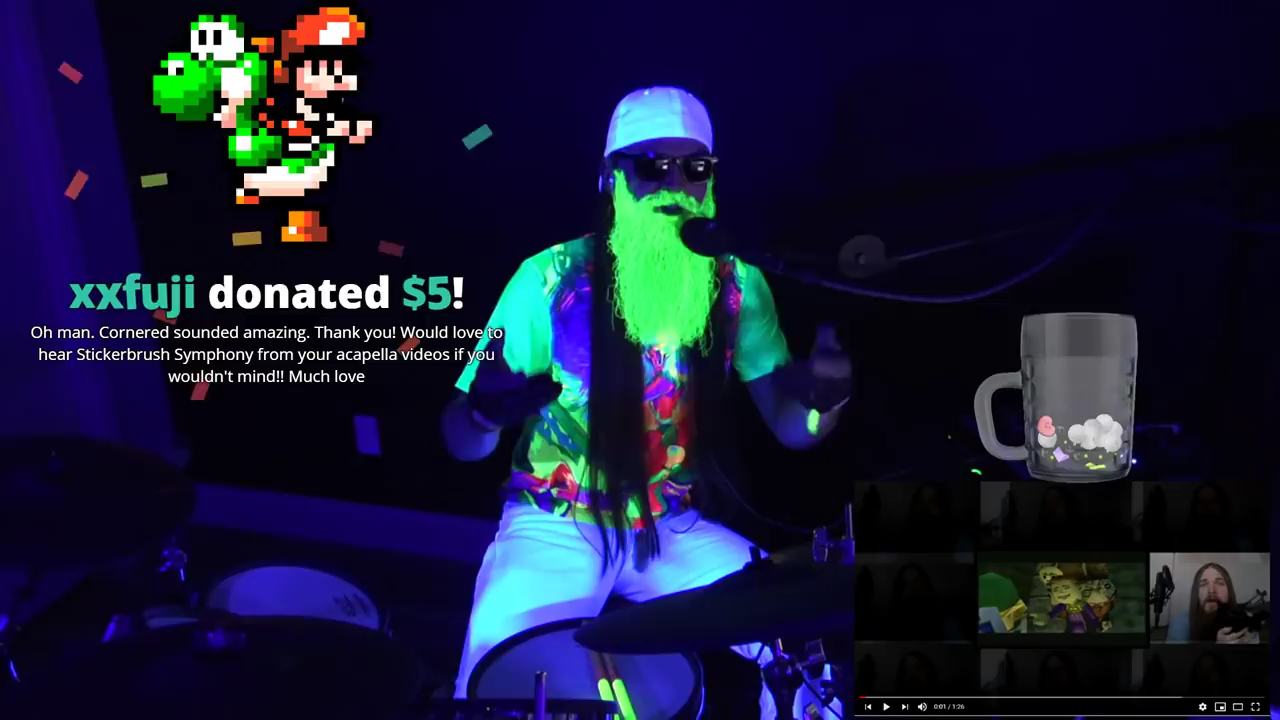 xxfuji donated $5!
Oh man. Cornered sounded amazing. Thank you! Would love to
hear Stickerbrush Symphony from your acapella videos if you
wouldn't mind!! Much love
0:01 / 1:26